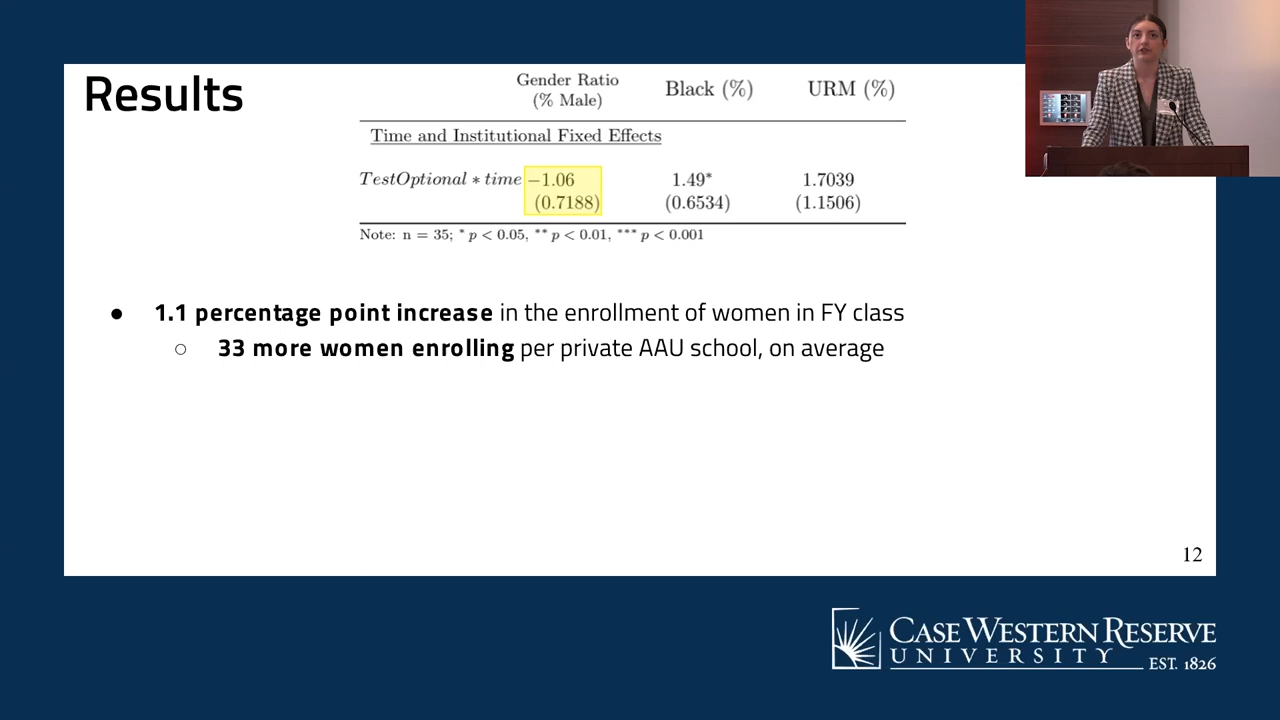 Results
Gender Ratio (% Male) Black (%) URM (%)
Time and Institutional Fixed Effects
TestOptional * time −1.06 1.49* 1.7039
(0.7188) (0.6534) (1.1506)
Note: n = 35; * p < 0.05, ** p < 0.01, *** p < 0.001
● 1.1 percentage point increase in the enrollment of women in FY class
○ 33 more women enrolling per private AAU school, on average
12
CASE WESTERN RESERVE
UNIVERSITY EST. 1826